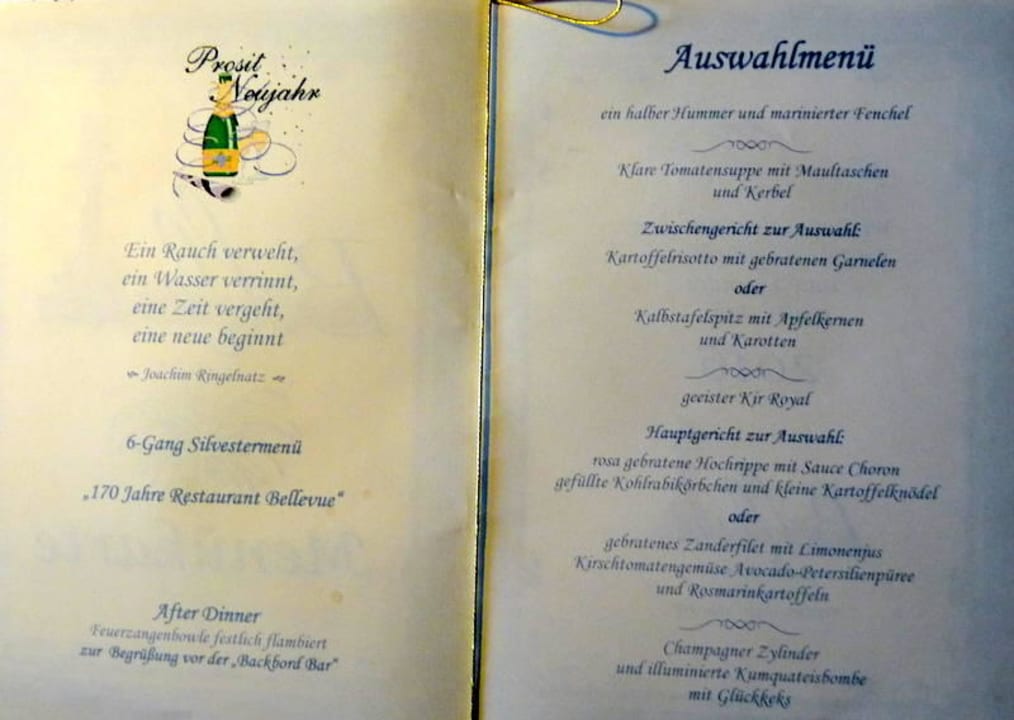 Prosit
Neujahr
Ein Rauch verweht,
ein Wasser verrinnt,
eine Zeit vergeht,
eine neue beginnt
Joachim Ringelnatz
6-Gang Silvestermenü
„170 Jahre Restaurant Bellevue“
After Dinner
Feuerzangenbowle festlich flambiert
zur Begrüßung vor der „Backbord Bar“
Auswahlmenü
ein halber Hummer und marinierter Fenchel
Klare Tomatensuppe mit Maultaschen
und Kerbel
Zwischengericht zur Auswahl:
Kartoffelrisotto mit gebratenen Garnelen
oder
Kalbstafelspitz mit Apfelkernen
und Karotten
geeister Kir Royal
Hauptgericht zur Auswahl:
rosa gebratene Hochrippe mit Sauce Choron
gefüllte Kohlrabikörbchen und kleine Kartoffelknödel
oder
gebratenes Zanderfilet mit Limonenjus
Kirschtomatengemüse Avocado-Petersilienpüree
und Rosmarinkartoffeln
Champagner Zylinder
und illuminierte Kumquateisbombe
mit Glückkeks